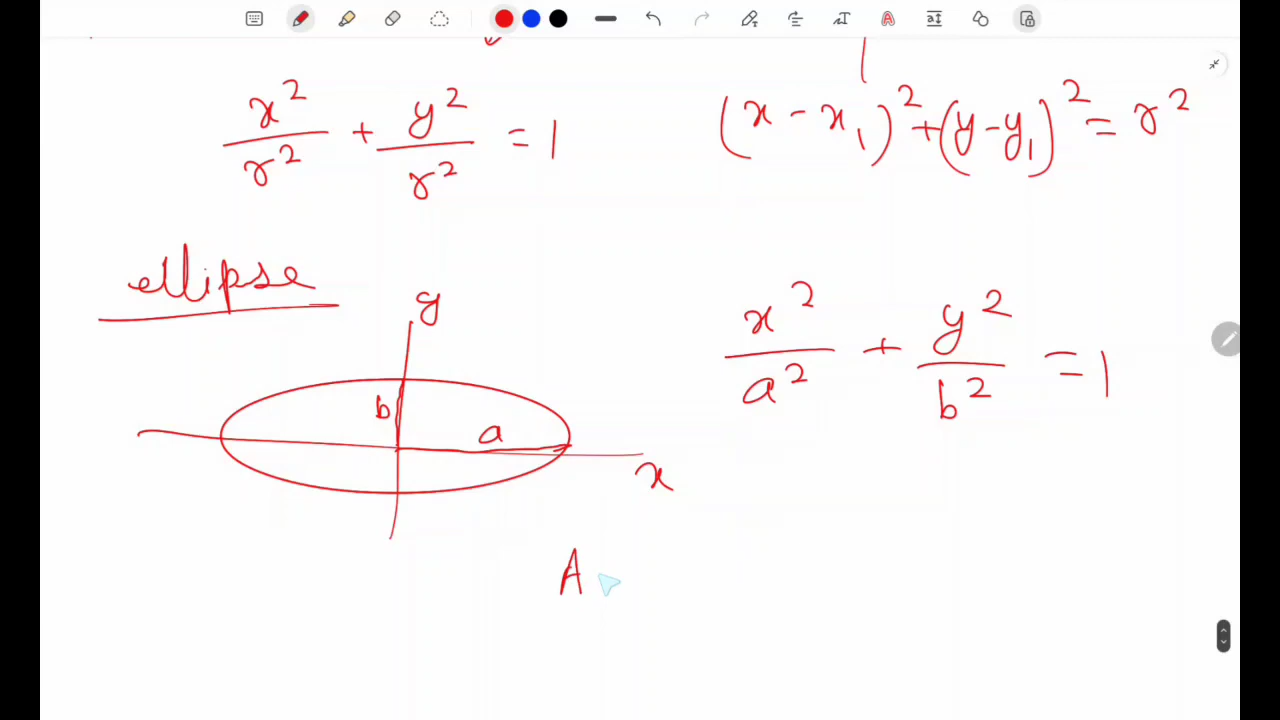 x²/r² + y²/r² = 1
(x - x₁)² + (y - y₁)² = r²
ellipse
y
b
a
x
x²/a² + y²/b² = 1
A